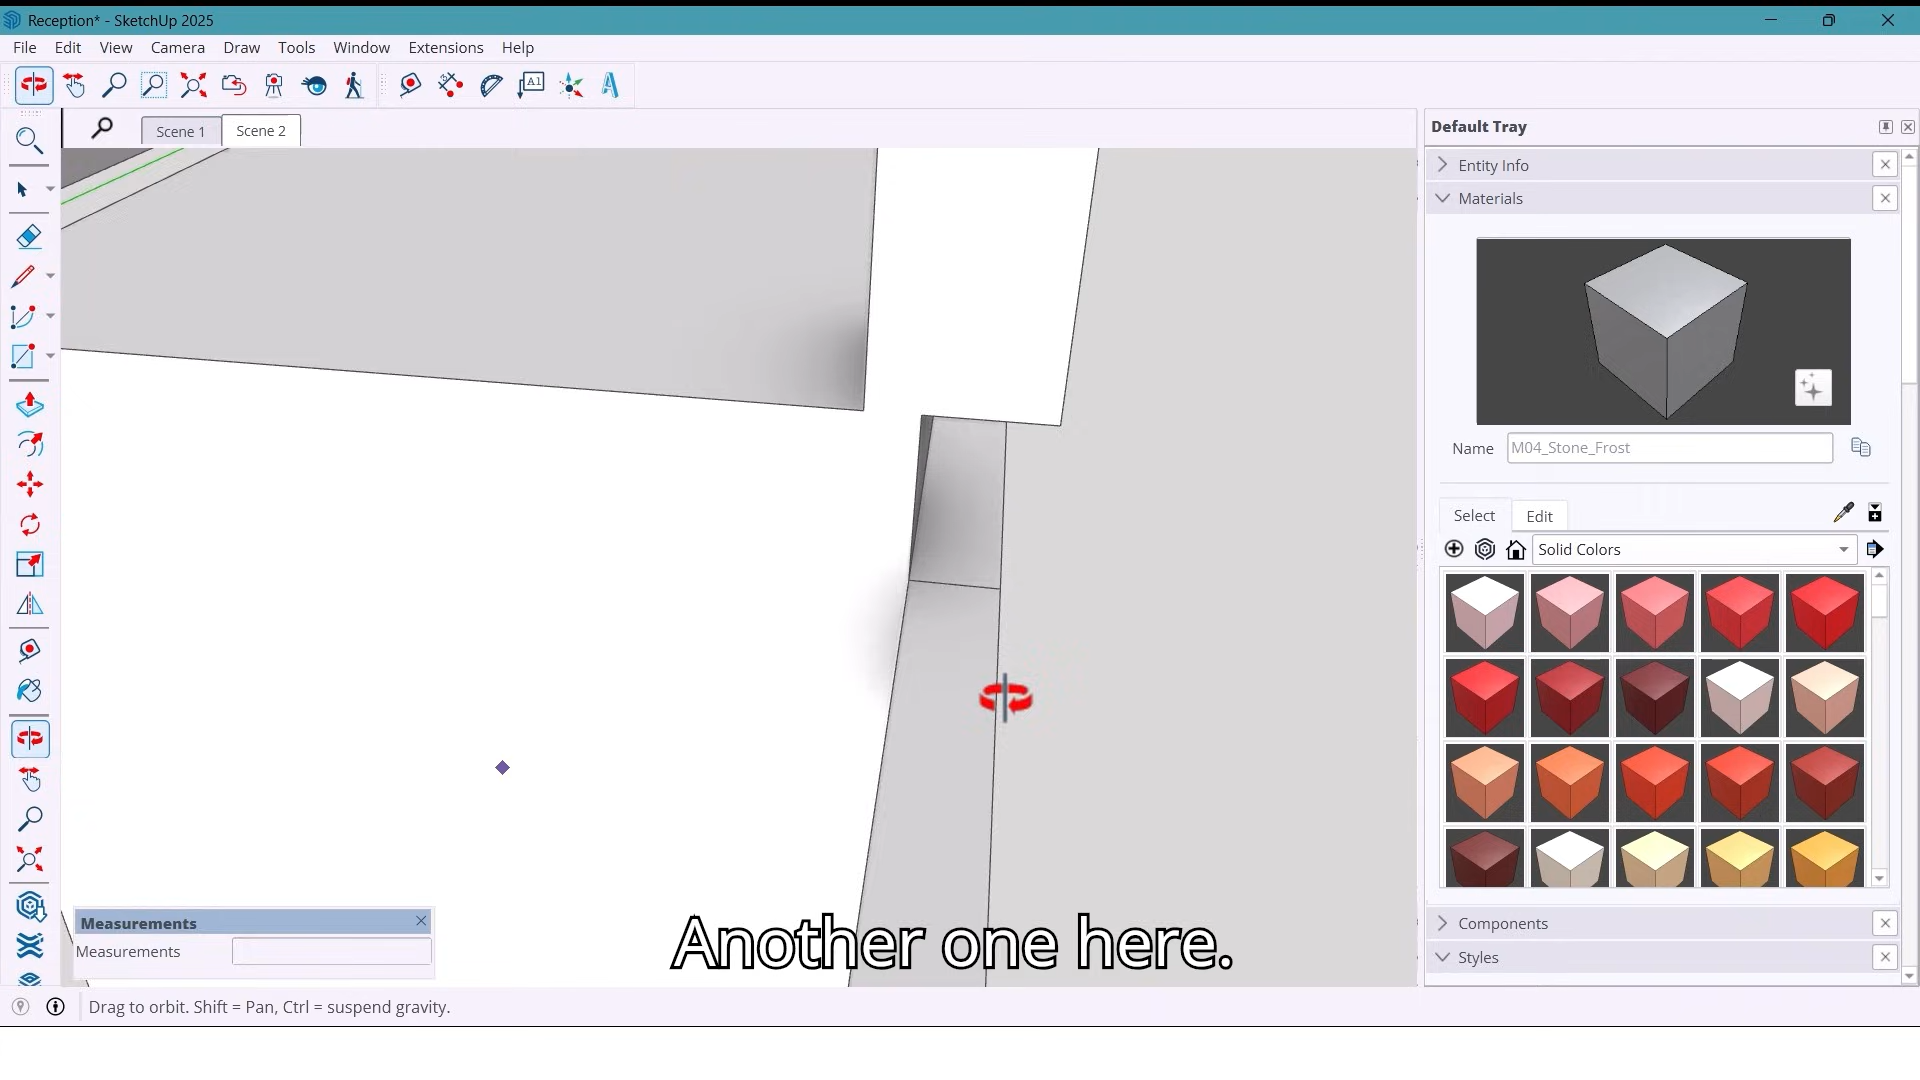 Reception* - SketchUp 2025
File Edit View Camera Draw Tools Window Extensions Help
A1
Scene 1 Scene 2
Default Tray
Entity Info
Materials
Name M04_Stone_Frost
Select Edit
Solid Colors
Measurements
Measurements
Another one here.
Components
Styles
Drag to orbit. Shift = Pan, Ctrl = suspend gravity.